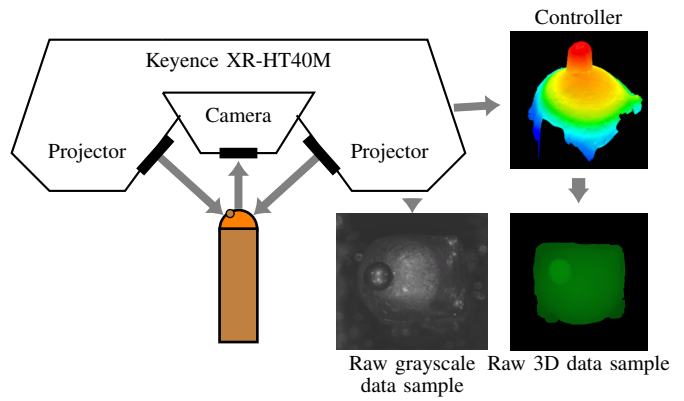 Controller
Keyence XR-HT40M
Camera
Projector
Projector
Raw grayscale
data sample
Raw 3D data sample